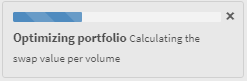 Optimizing portfolio Calculating the
swap value per volume